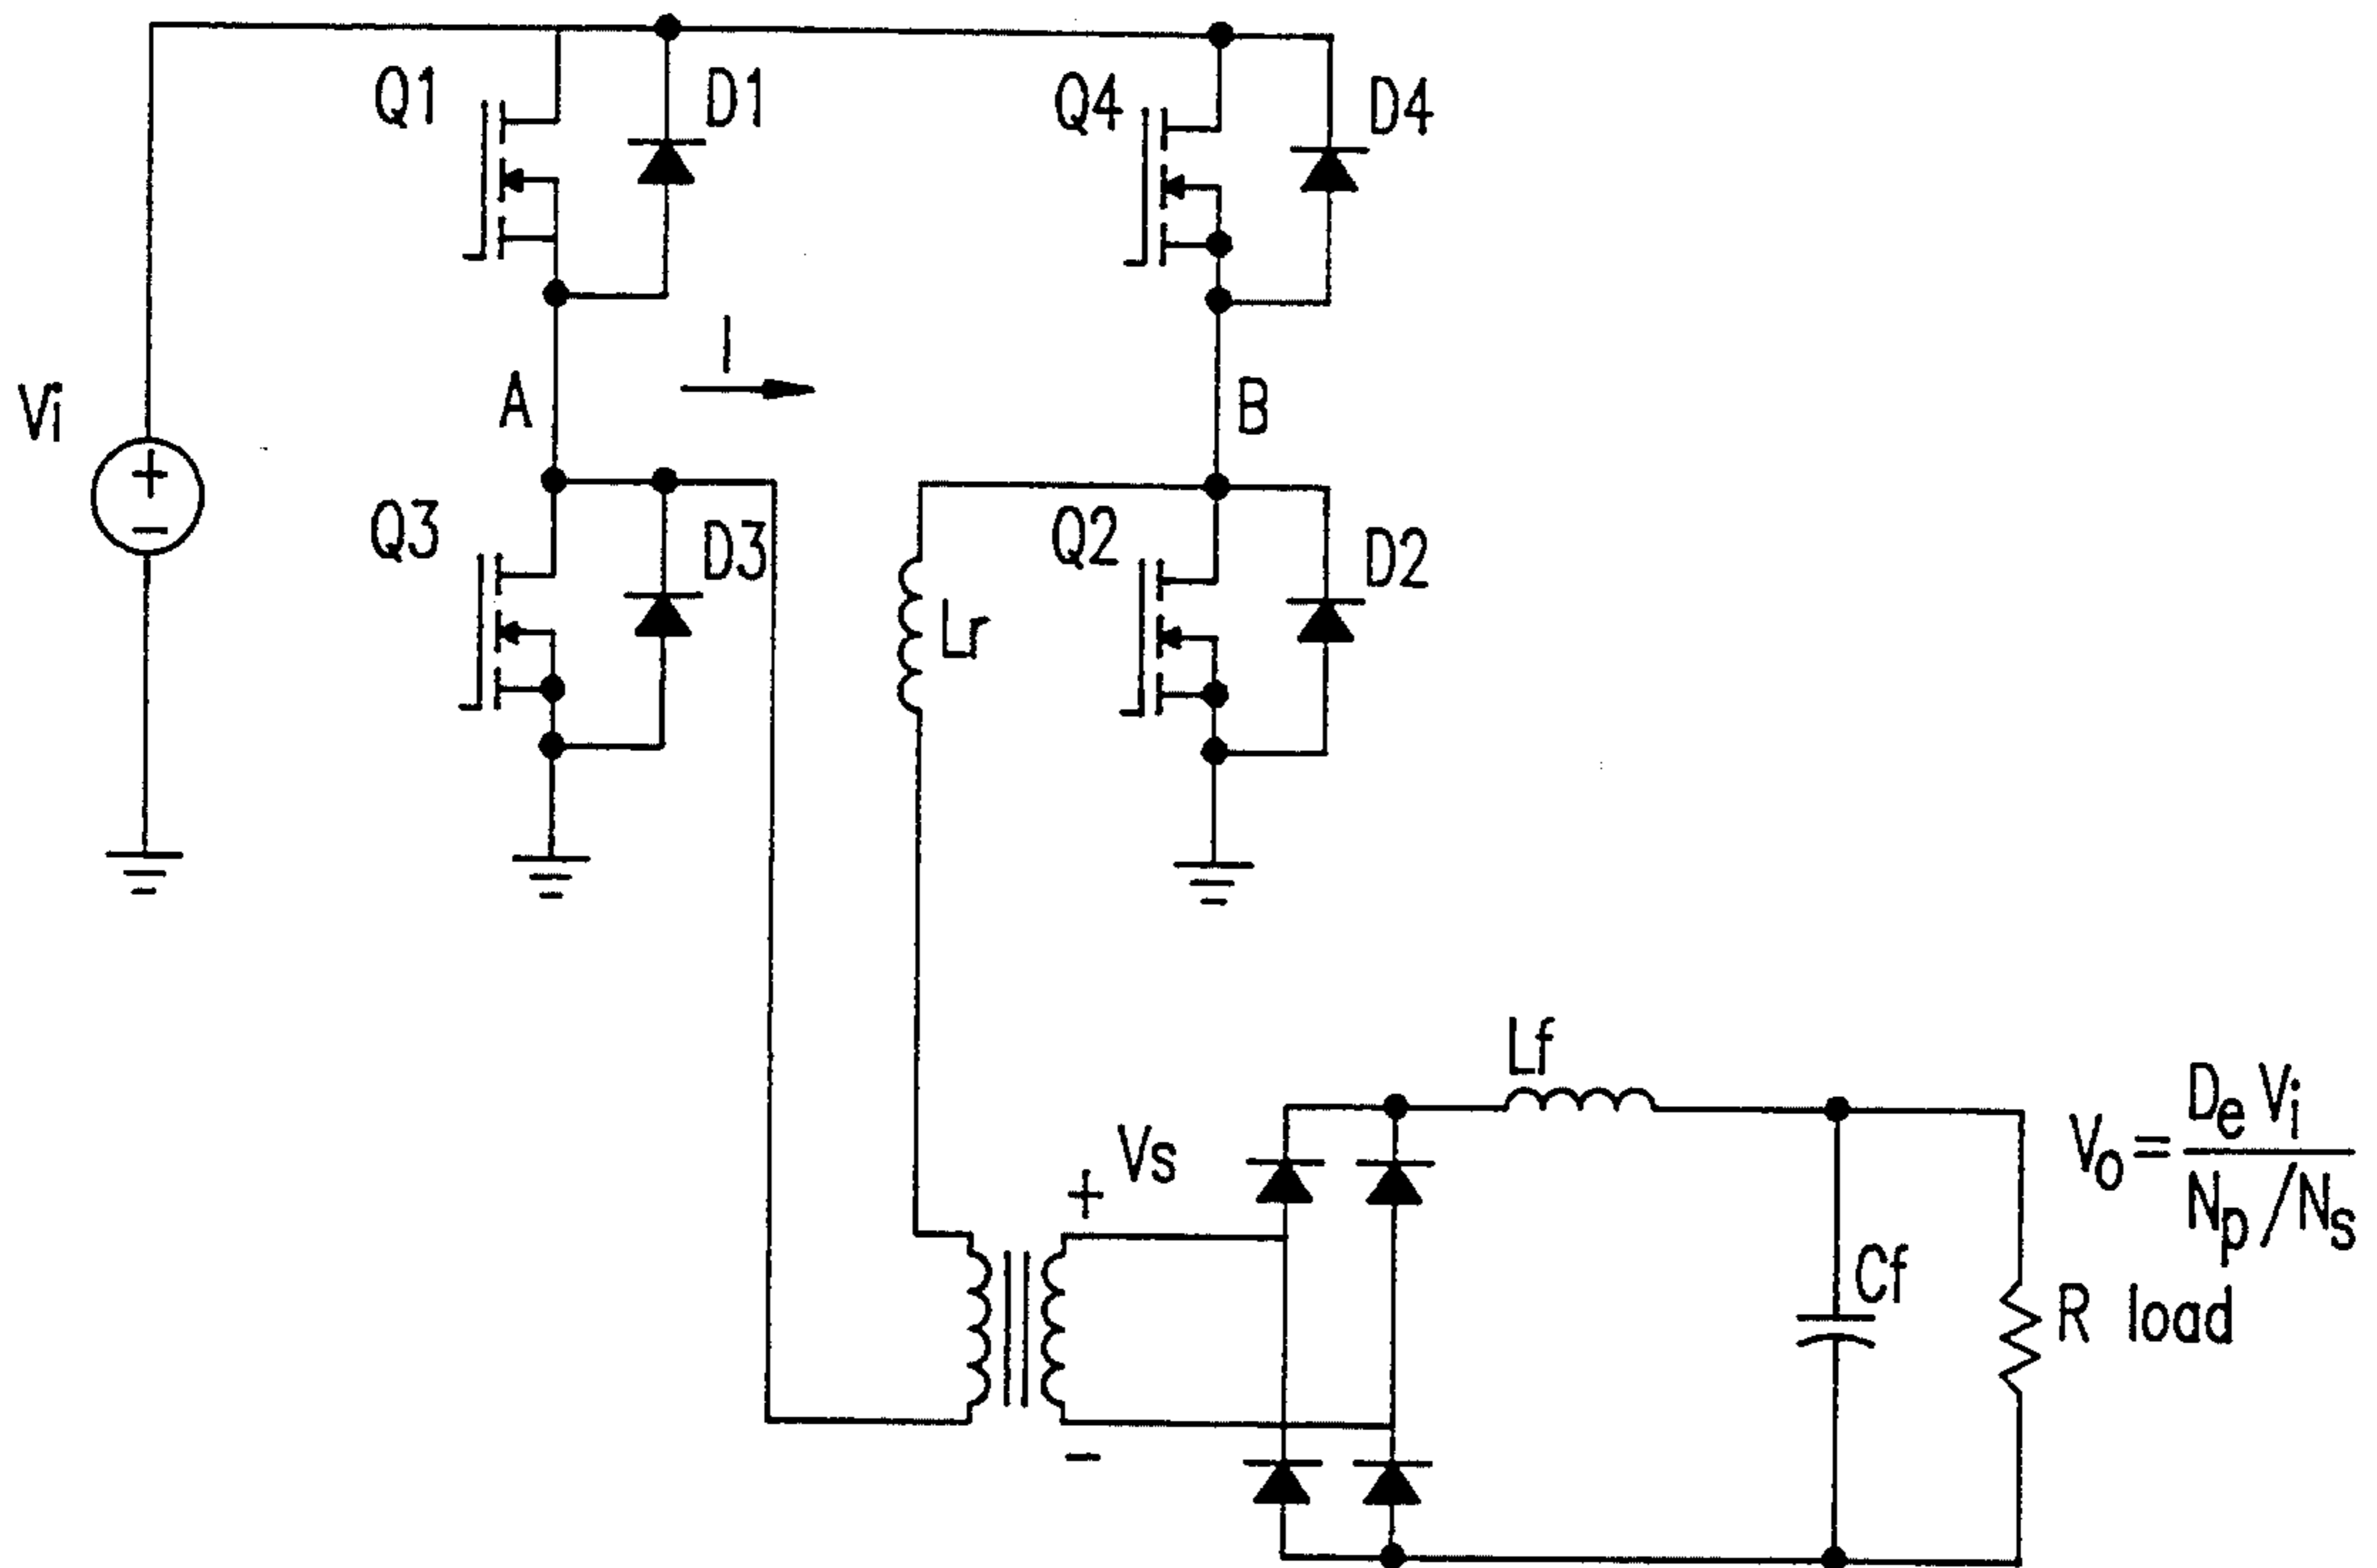 Q1
D1
Q4
D4
I
Vi
A
B
+
-
Q3
D3
Lr
Q2
D2
Lf
+ Vs
Vo = De Vi / Np/Ns
Cf
R load
-